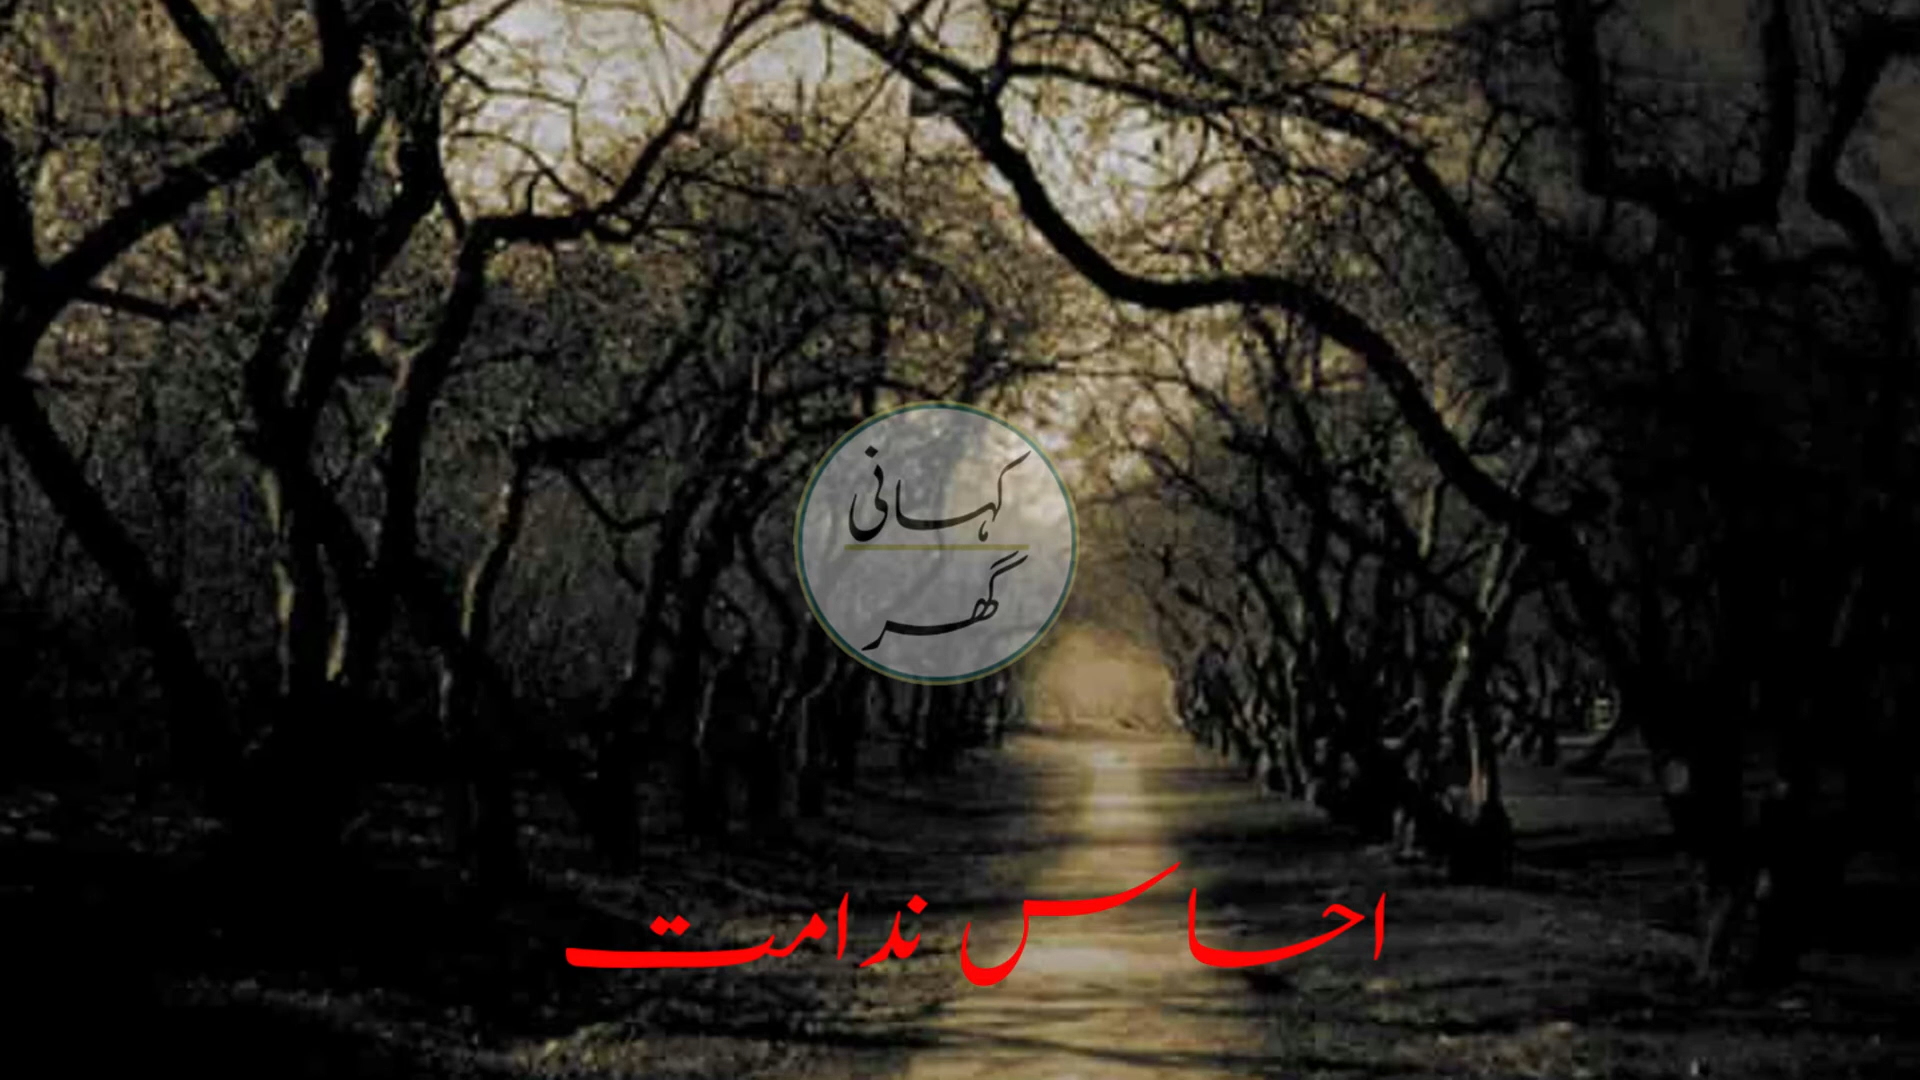 کہانی
گھر
احساس ندامت